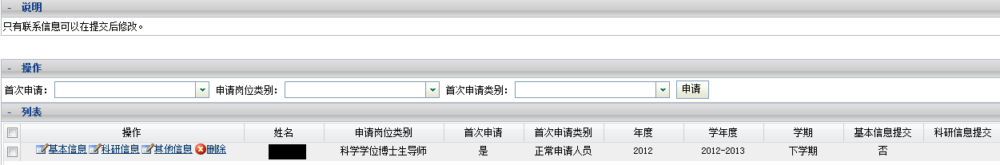 - 说明
只有联系信息可以在提交后修改。
- 操作
首次申请： 申请岗位类别： 首次申请类别： 申请
- 列表
操作 姓名 申请岗位类别 首次申请 首次申请类别 年度 学年度 学期 基本信息提交 科研信息提交
基本信息 科研信息 其他信息 删除 科学学位博士生导师 是 正常申请人员 2012 2012-2013 下学期 否